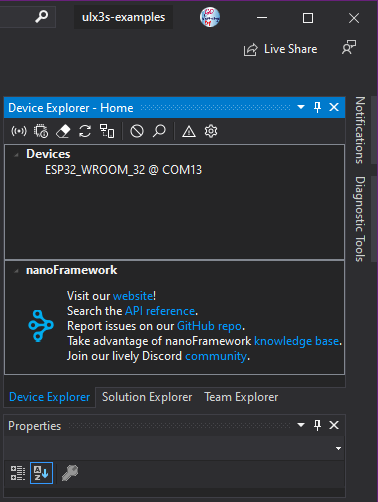 ulx3s-examples
Live Share
Device Explorer - Home
Notifications
Diagnostic Tools
Devices
ESP32_WROOM_32 @ COM13
nanoFramework
Visit our website!
Search the API reference.
Report issues on our GitHub repo.
Take advantage of nanoFramework knowledge base.
Join our lively Discord community.
Device Explorer Solution Explorer Team Explorer
Properties